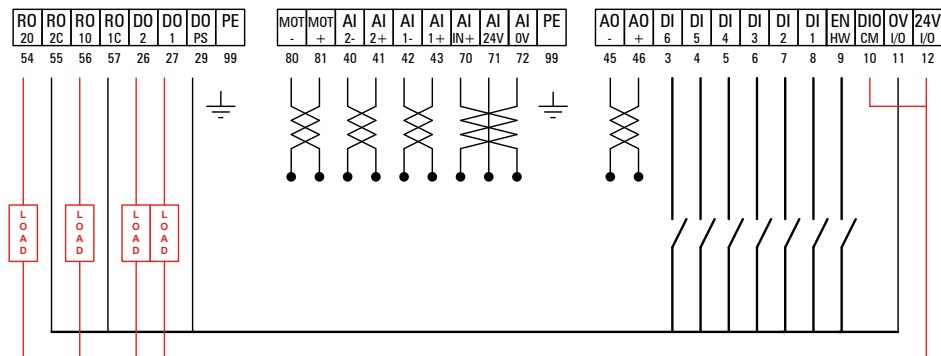 RO RO RO RO DO DO DO PE
20 2C 10 1C 2 1 PS
54 55 56 57 26 27 29 99
MOT MOT AI AI AI AI AI AI AI PE
- + 2- 2+ 1- 1+ IN+ 24V 0V
80 81 40 41 42 43 70 71 72 99
AO AO DI DI DI DI DI DI EN DIO OV 24V
- + 6 5 4 3 2 1 HW CM I/O I/O
45 46 3 4 5 6 7 8 9 10 11 12
LOAD
LOAD
LOAD
LOAD